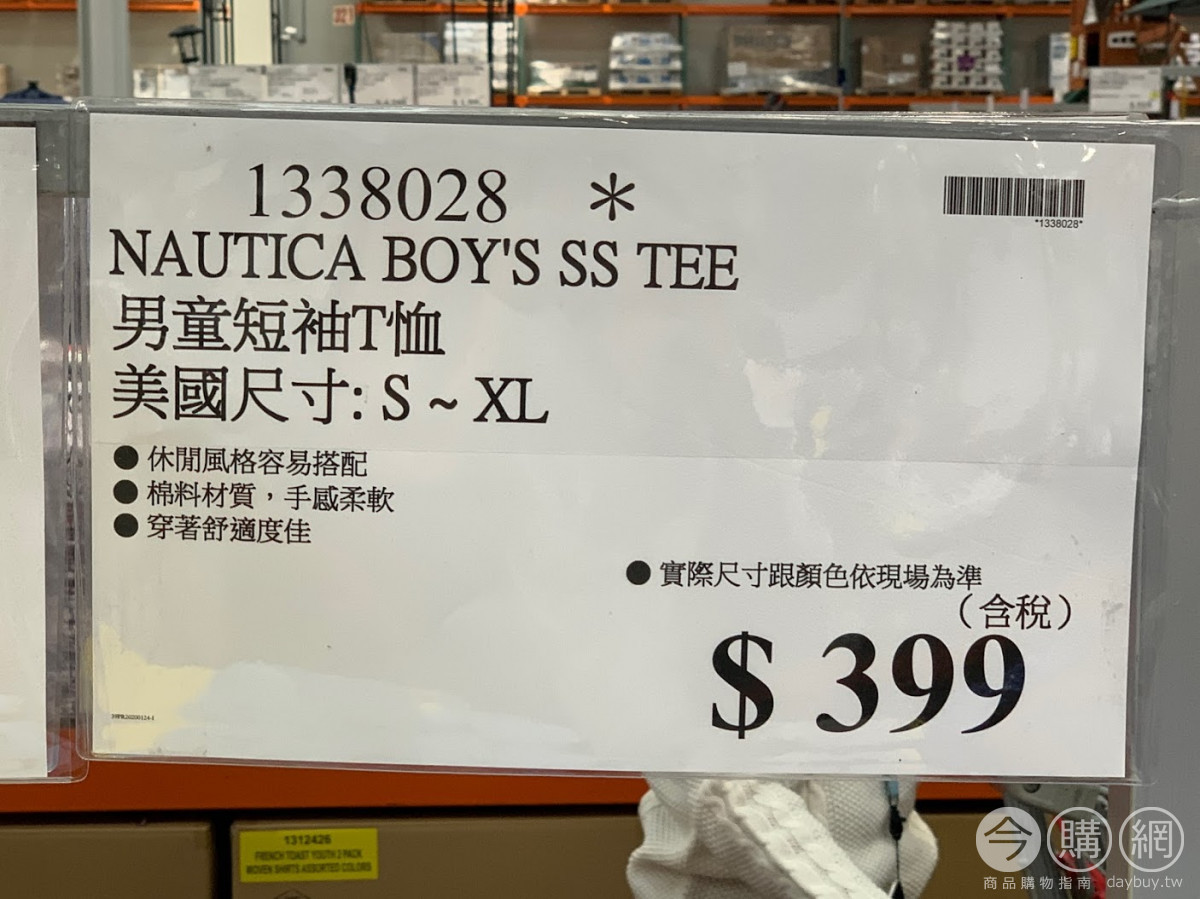 1338028 *
*1338028*
NAUTICA BOY'S SS TEE
男童短袖T恤
美國尺寸: S ~ XL
● 休閒風格容易搭配
● 棉料材質，手感柔軟
● 穿著舒適度佳
● 實際尺寸跟顏色依現場為準
（含稅）
$ 399
1312426
FRENCH TOAST YOUTH 2 PACK
WOVEN SHIRTS ASSORTED COLORS
今購網
商品購物指南 daybuy.tw